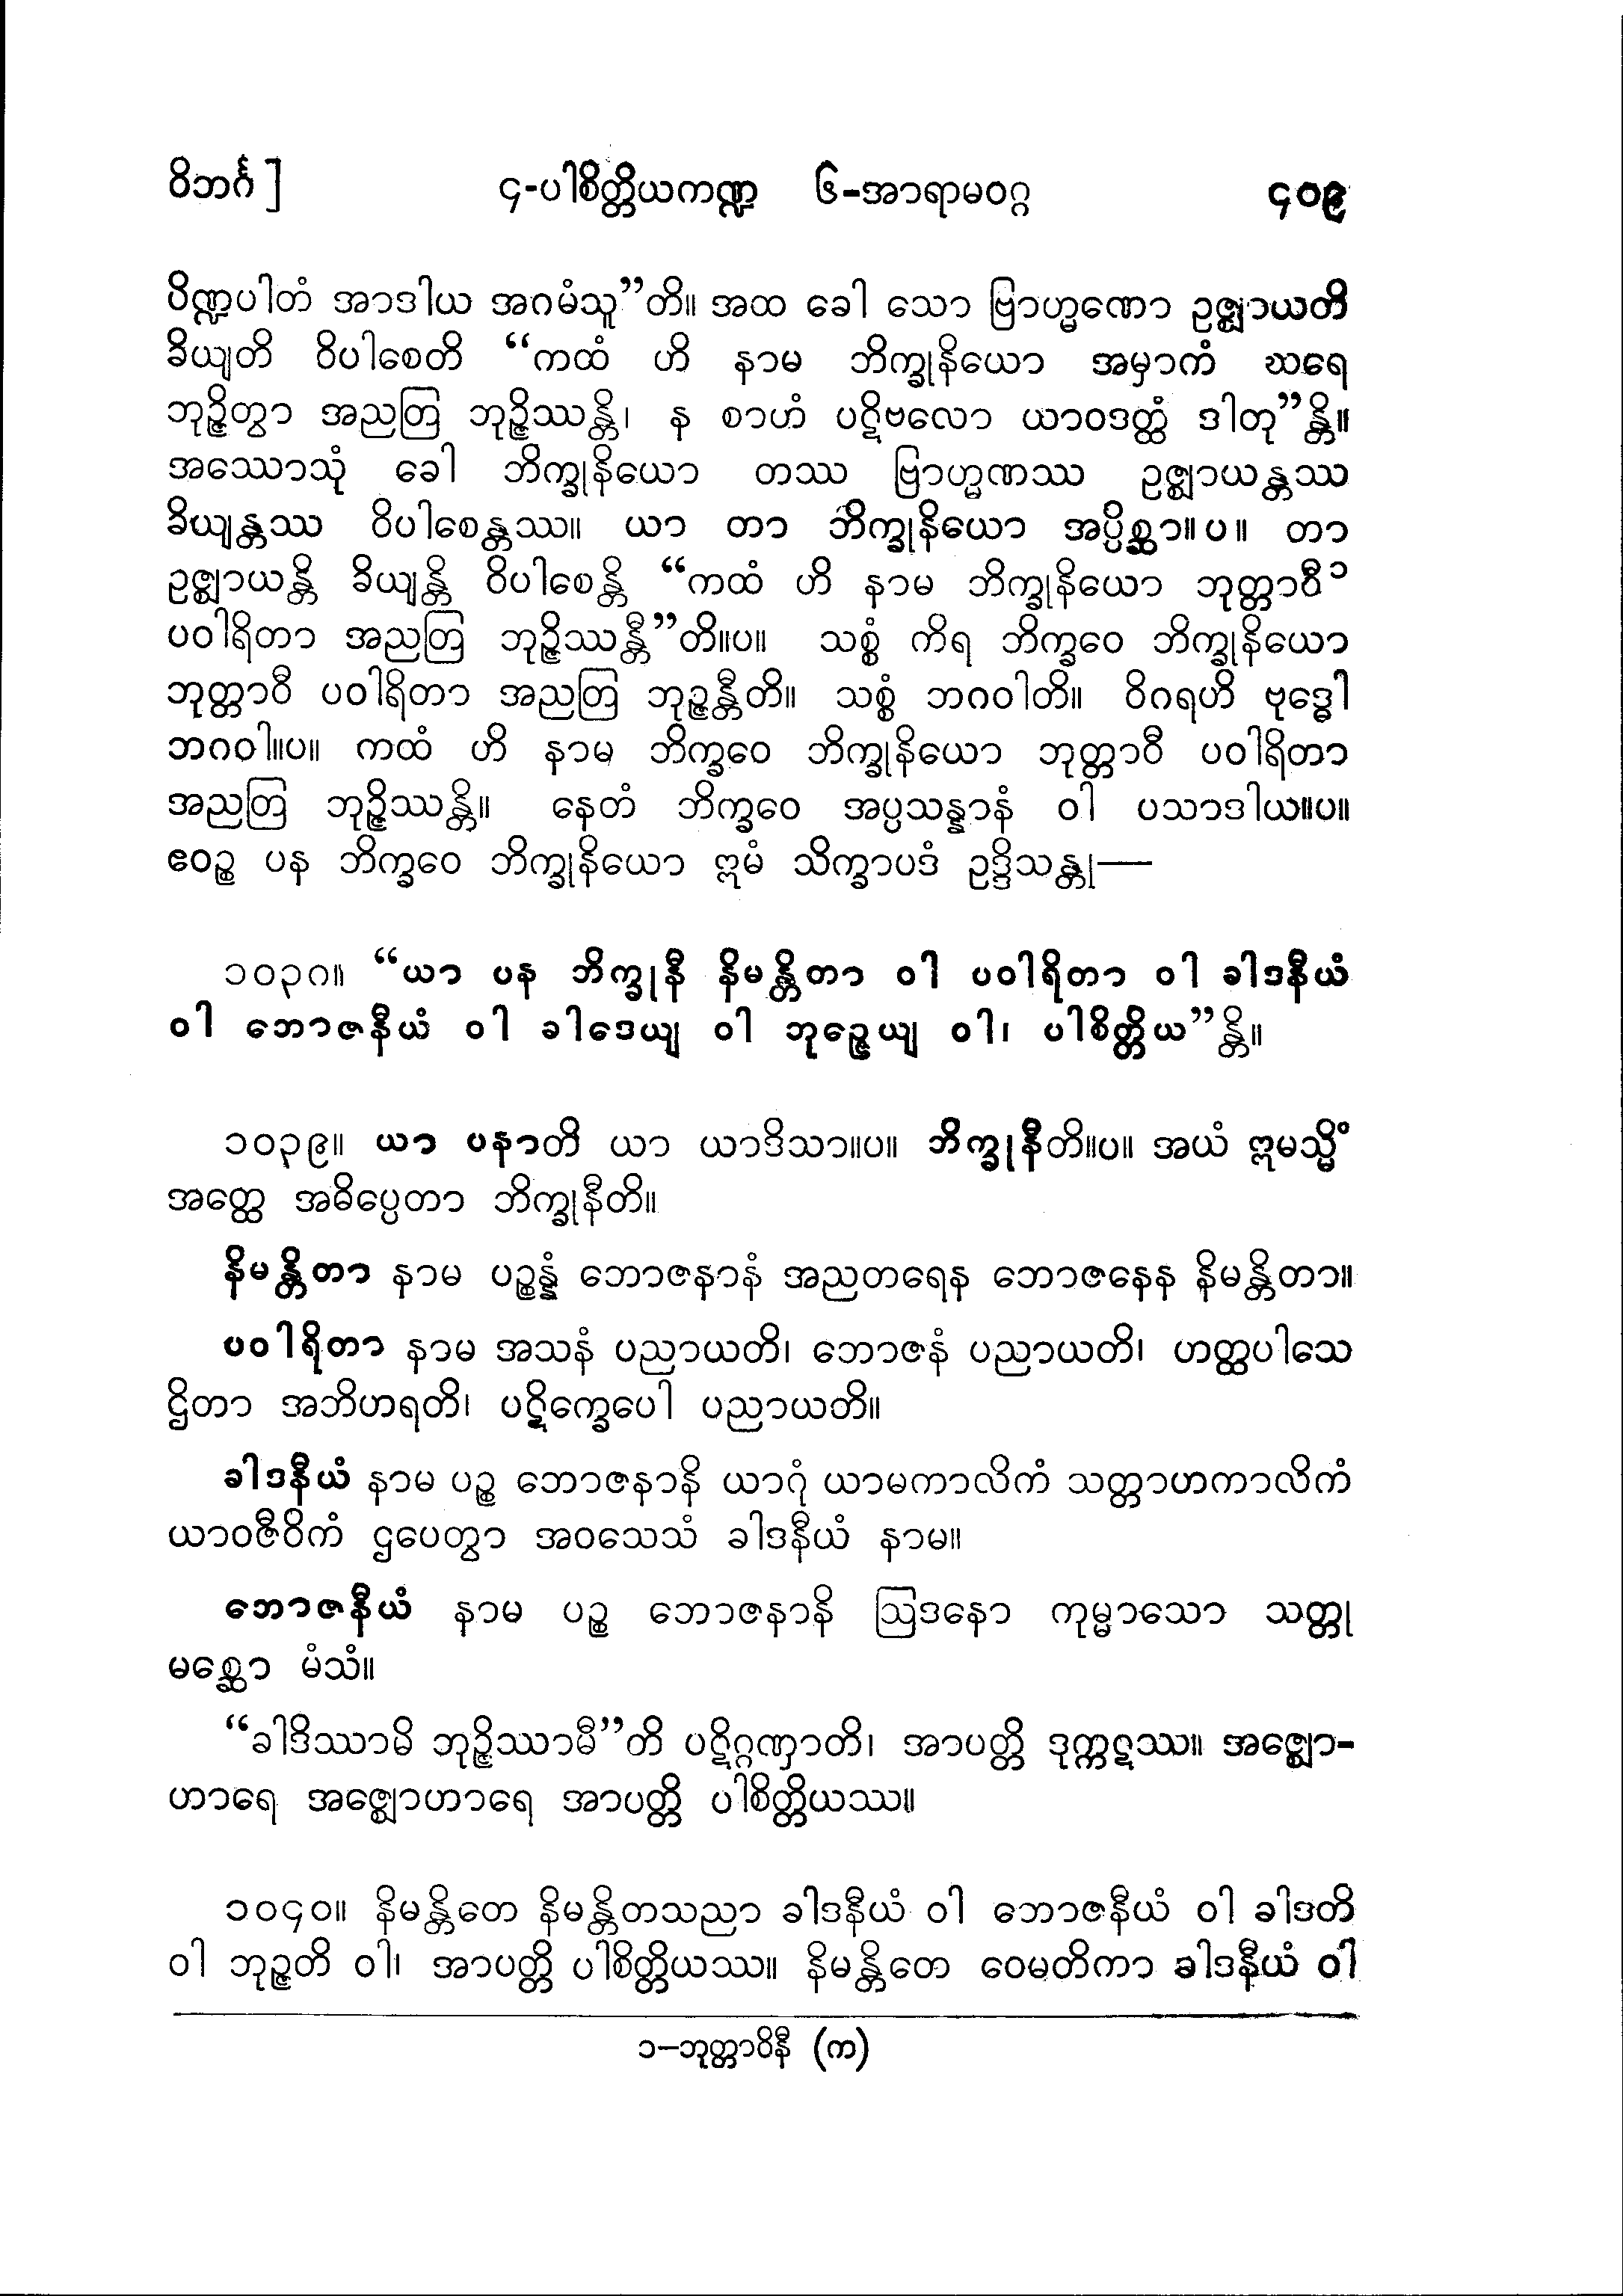 ဝိဘင်္ဂ]   ၄-ပါစိတ္တိယကဏ္ဍ   ၆-အာရာမဝဂ္ဂ   ၄၀၉
ပိဏ္ဍပါတံ အာဒါယ အဂမံသူ”တိ။ အထ ခေါ သော ဗြာဟ္မဏော ဥဇ္ဈာယတိ
ခိယျတိ ဝိပါစေတိ “ကထံ ဟိ နာမ ဘိက္ခုနိယော အမှာကံ ဃရေ
ဘုဉ္ဇိတွာ အညတြ ဘုဉ္ဇိဿန္တိ၊ န စာဟံ ပဋိဗလော ယာဝဒတ္ထံ ဒါတု”န္တိ။
အဿောသုံ ခေါ ဘိက္ခုနိယော တဿ ဗြာဟ္မဏဿ ဥဇ္ဈာယန္တဿ
ခိယျန္တဿ ဝိပါစေန္တဿ။ ယာ တာ ဘိက္ခုနိယော အပ္ပိစ္ဆာ။ပ။ တာ
ဥဇ္ဈာယန္တိ ခိယျန္တိ ဝိပါစေန္တိ “ကထံ ဟိ နာမ ဘိက္ခုနိယော ဘုတ္တာဝီ ၁
ပဝါရိတာ အညတြ ဘုဉ္ဇိဿန္တီ”တိ။ပ။ သစ္စံ ကိရ ဘိက္ခဝေ ဘိက္ခုနိယော
ဘုတ္တာဝီ ပဝါရိတာ အညတြ ဘုဉ္ဇန္တီတိ။ သစ္စံ ဘဂဝါတိ။ ဝိဂရဟိ ဗုဒ္ဓေါ
ဘဂဝါ။ပ။ ကထံ ဟိ နာမ ဘိက္ခဝေ ဘိက္ခုနိယော ဘုတ္တာဝီ ပဝါရိတာ
အညတြ ဘုဉ္ဇိဿန္တိ။ နေတံ ဘိက္ခဝေ အပ္ပသန္နာနံ ဝါ ပသာဒါယ။ပ။
ဧဝဉ္စ ပန ဘိက္ခဝေ ဘိက္ခုနိယော ဣမံ သိက္ခာပဒံ ဥဒ္ဒိသန္တု—
၁၀၃၈။ “ယာ ပန ဘိက္ခုနီ နိမန္တိတာ ဝါ ပဝါရိတာ ဝါ ခါဒနီယံ
ဝါ ဘောဇနီယံ ဝါ ခါဒေယျ ဝါ ဘုဉ္ဇေယျ ဝါ၊ ပါစိတ္တိယ”န္တိ။
၁၀၃၉။ ယာ ပနာတိ ယာ ယာဒိသာ။ပ။ ဘိက္ခုနီတိ။ပ။ အယံ ဣမသ္မိံ
အတ္ထေ အဓိပ္ပေတာ ဘိက္ခုနီတိ။
နိမန္တိတာ နာမ ပဉ္စန္နံ ဘောဇနာနံ အညတရေန ဘောဇနေန နိမန္တိတာ။
ပဝါရိတာ နာမ အသနံ ပညာယတိ၊ ဘောဇနံ ပညာယတိ၊ ဟတ္ထပါသေ
ဌိတာ အဘိဟရတိ၊ ပဋိက္ခေပေါ ပညာယတိ။
ခါဒနီယံ နာမ ပဉ္စ ဘောဇနာနိ ယာဂုံ ယာမကာလိကံ သတ္တာဟကာလိကံ
ယာဝဇီဝိကံ ဌပေတွာ အဝသေသံ ခါဒနီယံ နာမ။
ဘောဇနီယံ နာမ ပဉ္စ ဘောဇနာနိ ဩဒနော ကုမ္မာသော သတ္တု
မစ္ဆော မံသံ။
“ခါဒိဿာမိ ဘုဉ္ဇိဿာမီ”တိ ပဋိဂ္ဂဏှာတိ၊ အာပတ္တိ ဒုက္ကဋဿ။ အဇ္ဈော-
ဟာရေ အဇ္ဈောဟာရေ အာပတ္တိ ပါစိတ္တိယဿ။
၁၀၄၀။ နိမန္တိတေ နိမန္တိတသညာ ခါဒနီယံ ဝါ ဘောဇနီယံ ဝါ ခါဒတိ
ဝါ ဘုဉ္ဇတိ ဝါ၊ အာပတ္တိ ပါစိတ္တိယဿ။ နိမန္တိတေ ဝေမတိကာ ခါဒနီယံ ဝါ
၁—ဘုတ္တာဝိနီ (က)